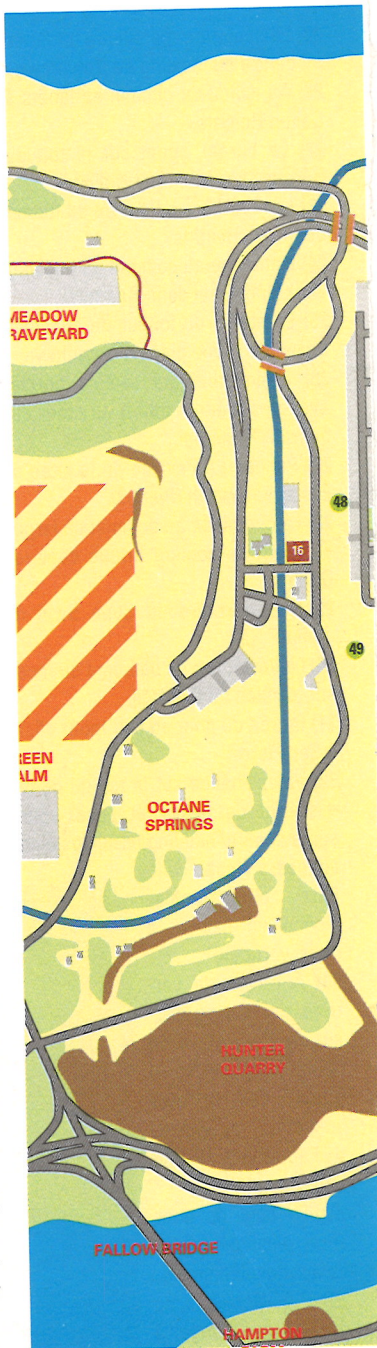 MEADOW
RAVEYARD
48
16
49
REEN
ALM
OCTANE
SPRINGS
HUNTER
QUARRY
FALLOW BRIDGE
HAMPTON